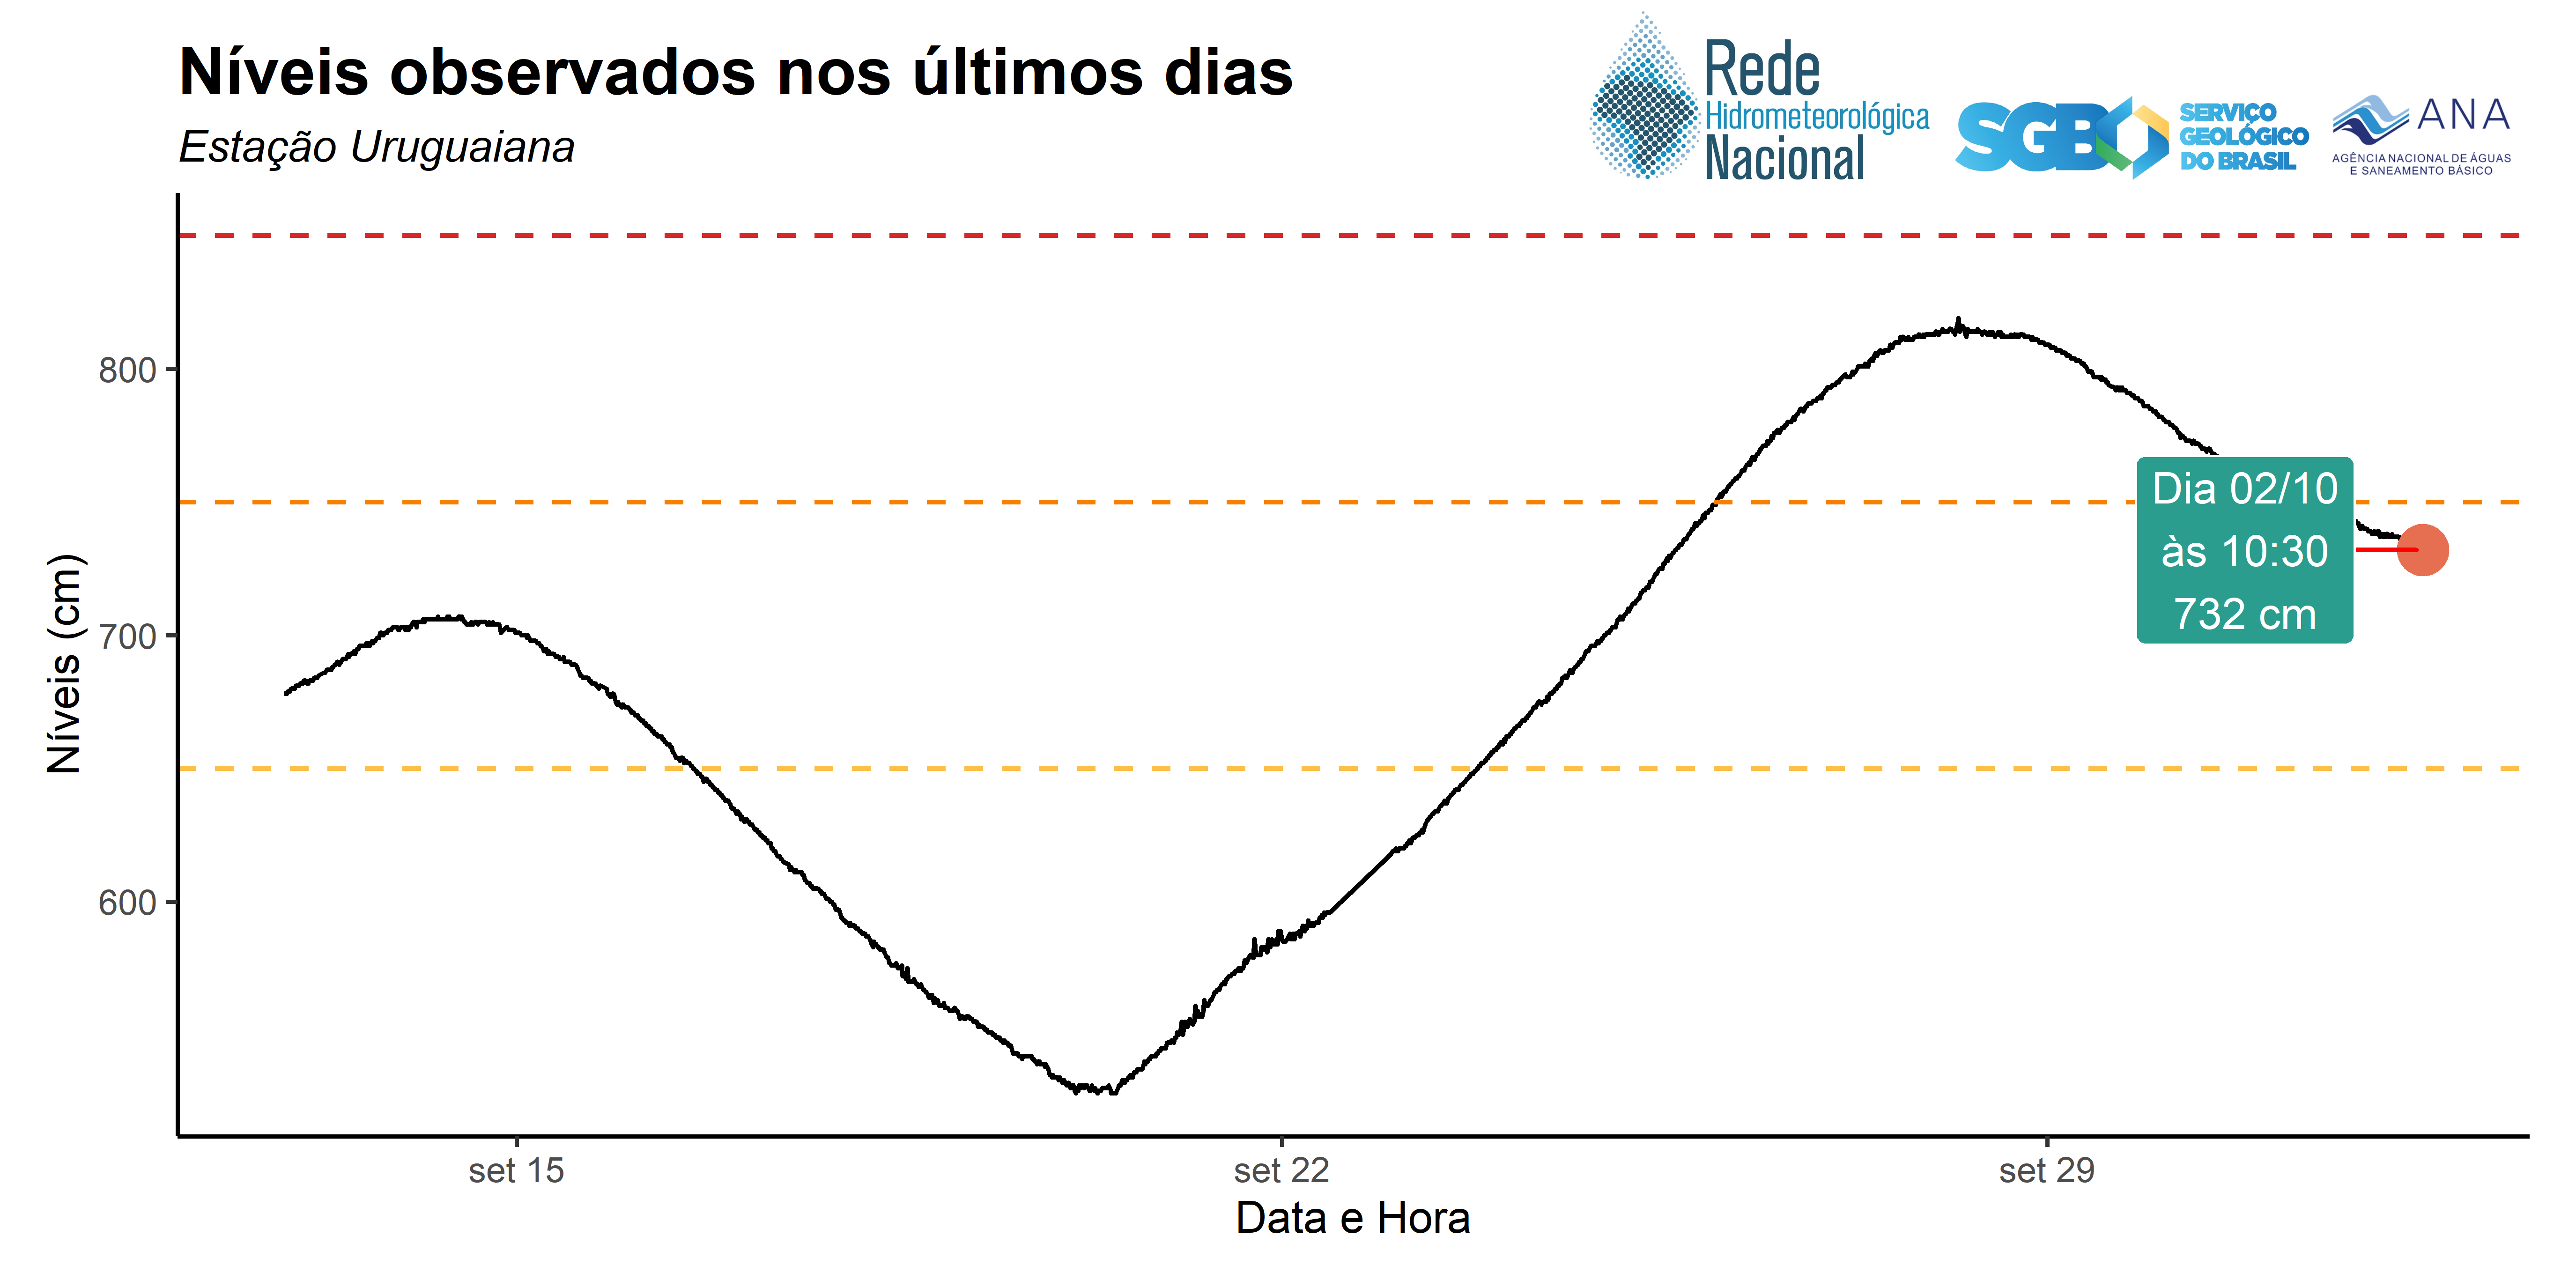 Níveis observados nos últimos dias
Estação Uruguaiana
Rede
Hidrometeorológica
Nacional
SGB
SERVIÇO
GEOLÓGICO
DO BRASIL
ANA
AGÊNCIA NACIONAL DE ÁGUAS
E SANEAMENTO BÁSICO
Níveis (cm)
800
700
600
Dia 02/10
às 10:30
732 cm
set 15
set 22
set 29
Data e Hora